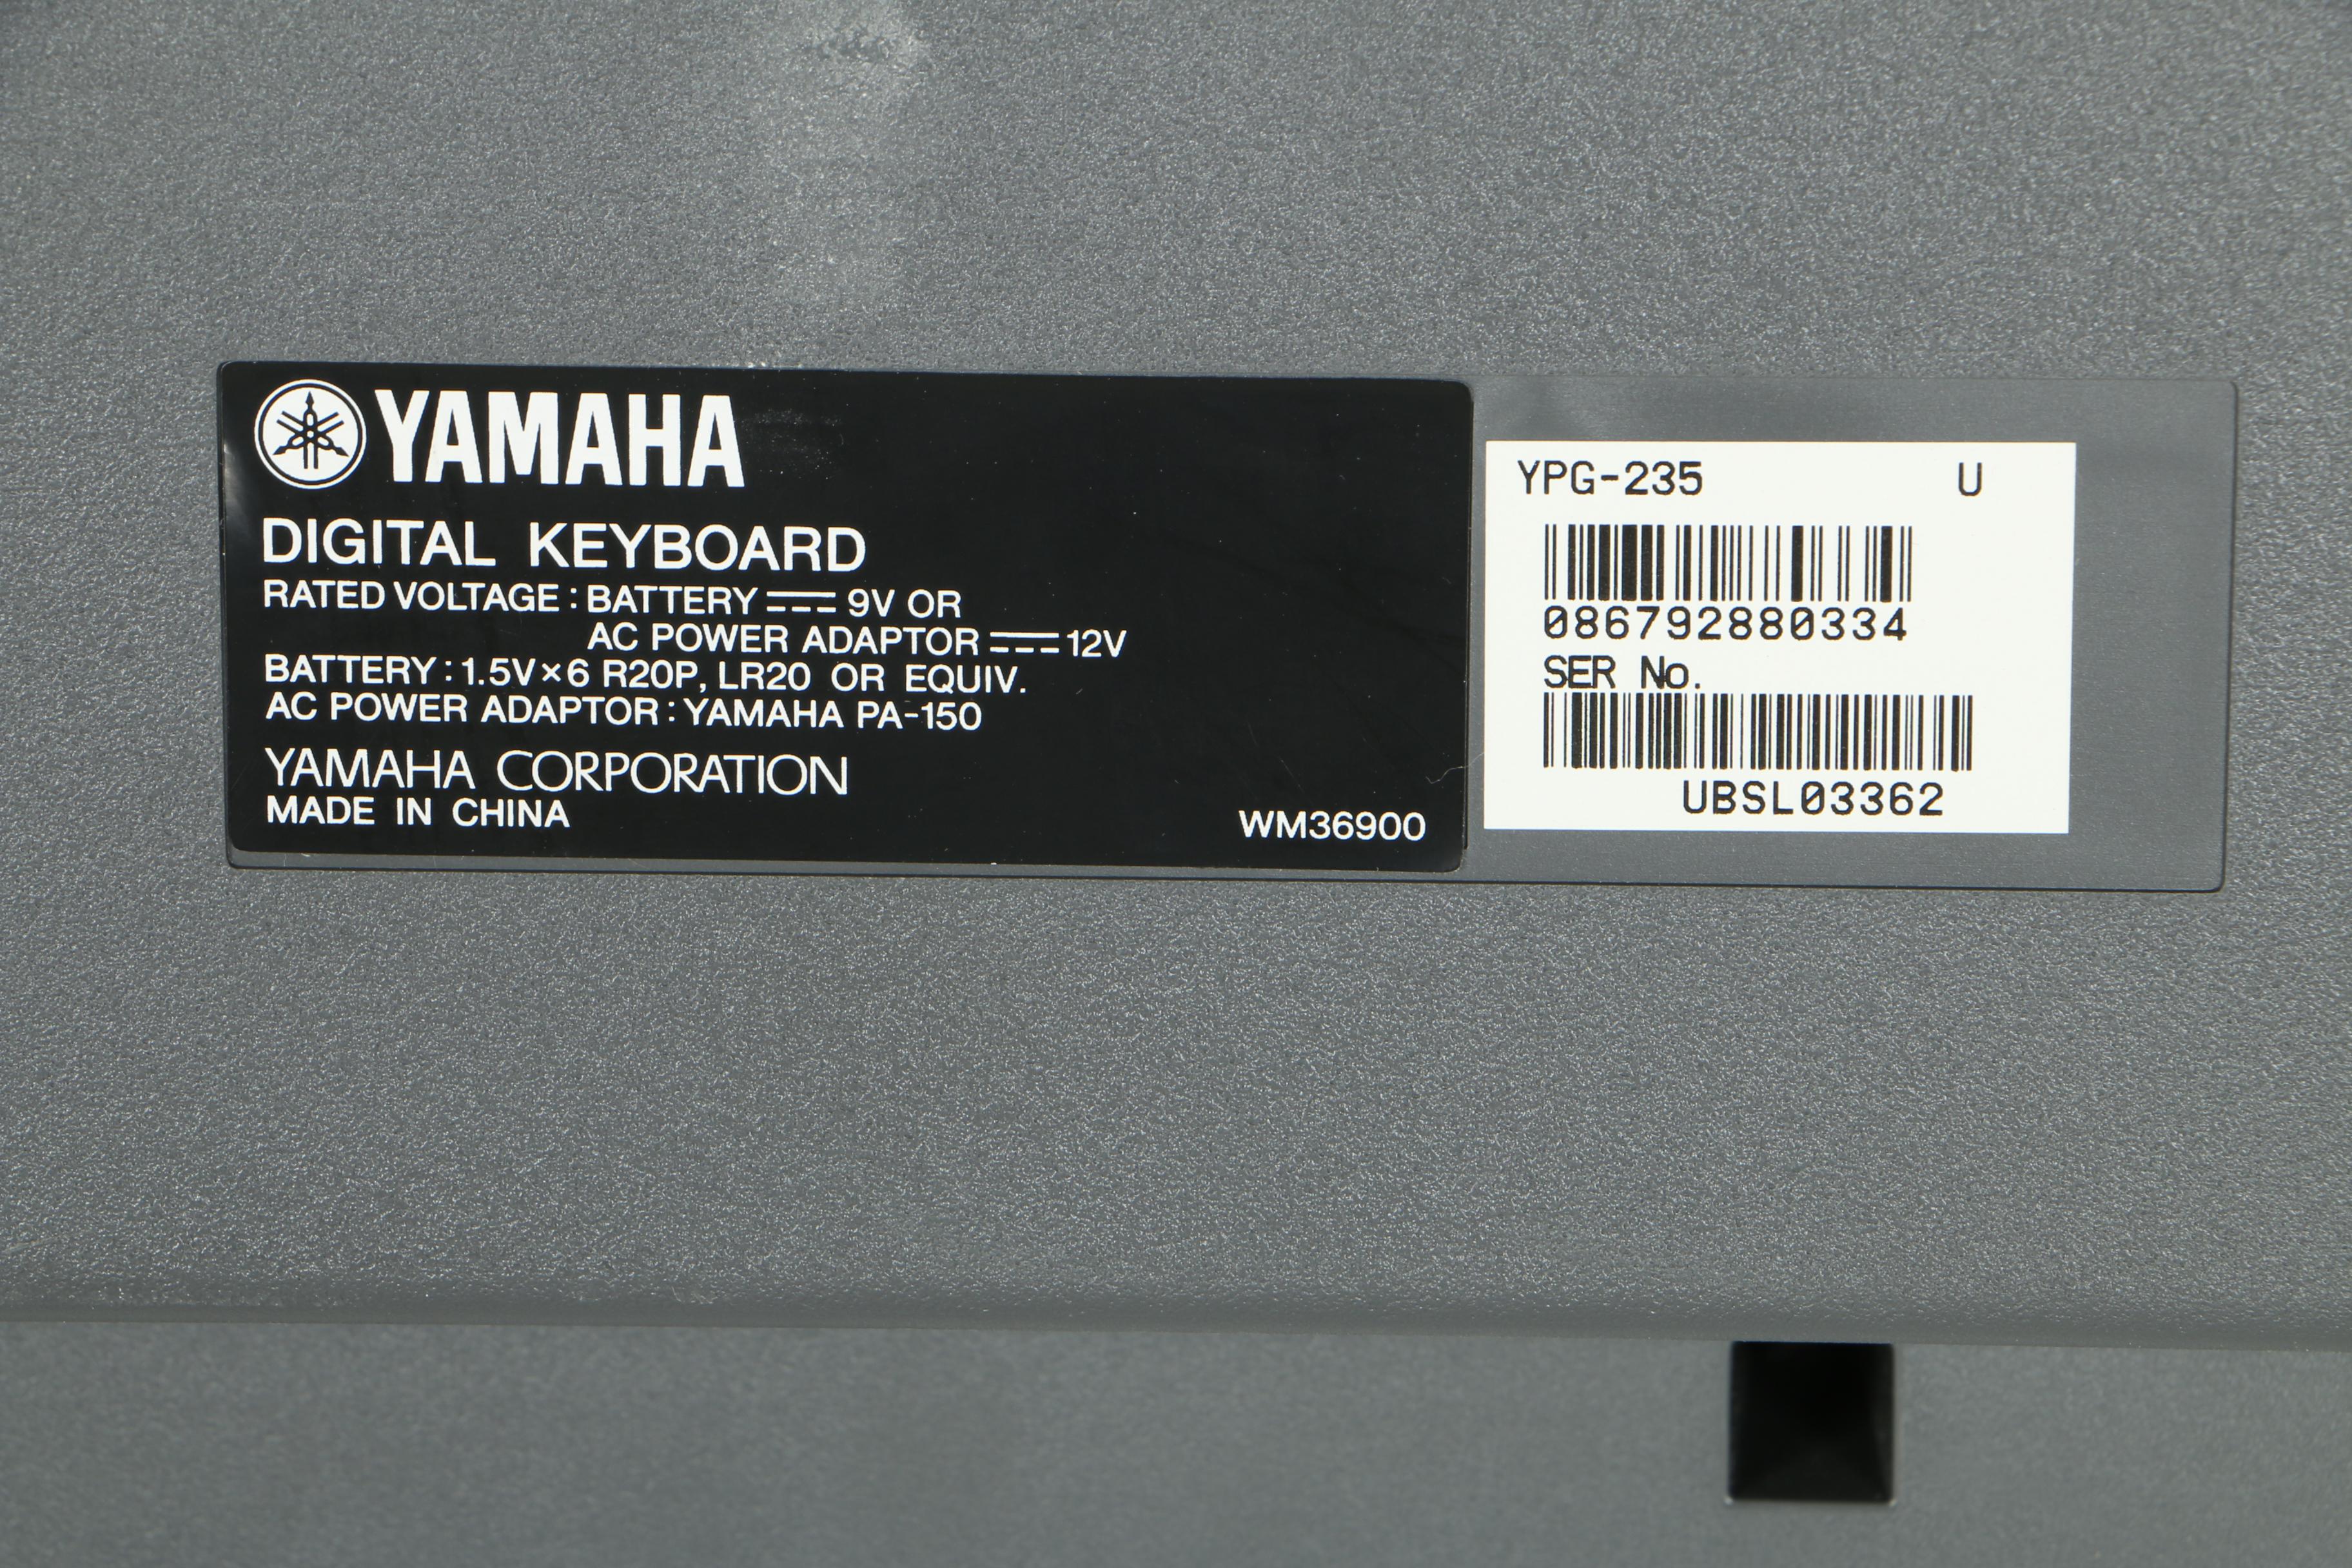 YAMAHA
DIGITAL KEYBOARD
RATED VOLTAGE : BATTERY ⎓ 9V OR
AC POWER ADAPTOR ⎓ 12V
BATTERY : 1.5V×6 R20P, LR20 OR EQUIV.
AC POWER ADAPTOR : YAMAHA PA-150
YAMAHA CORPORATION
MADE IN CHINA
WM36900
YPG-235 U
086792880334
SER No.
UBSL03362